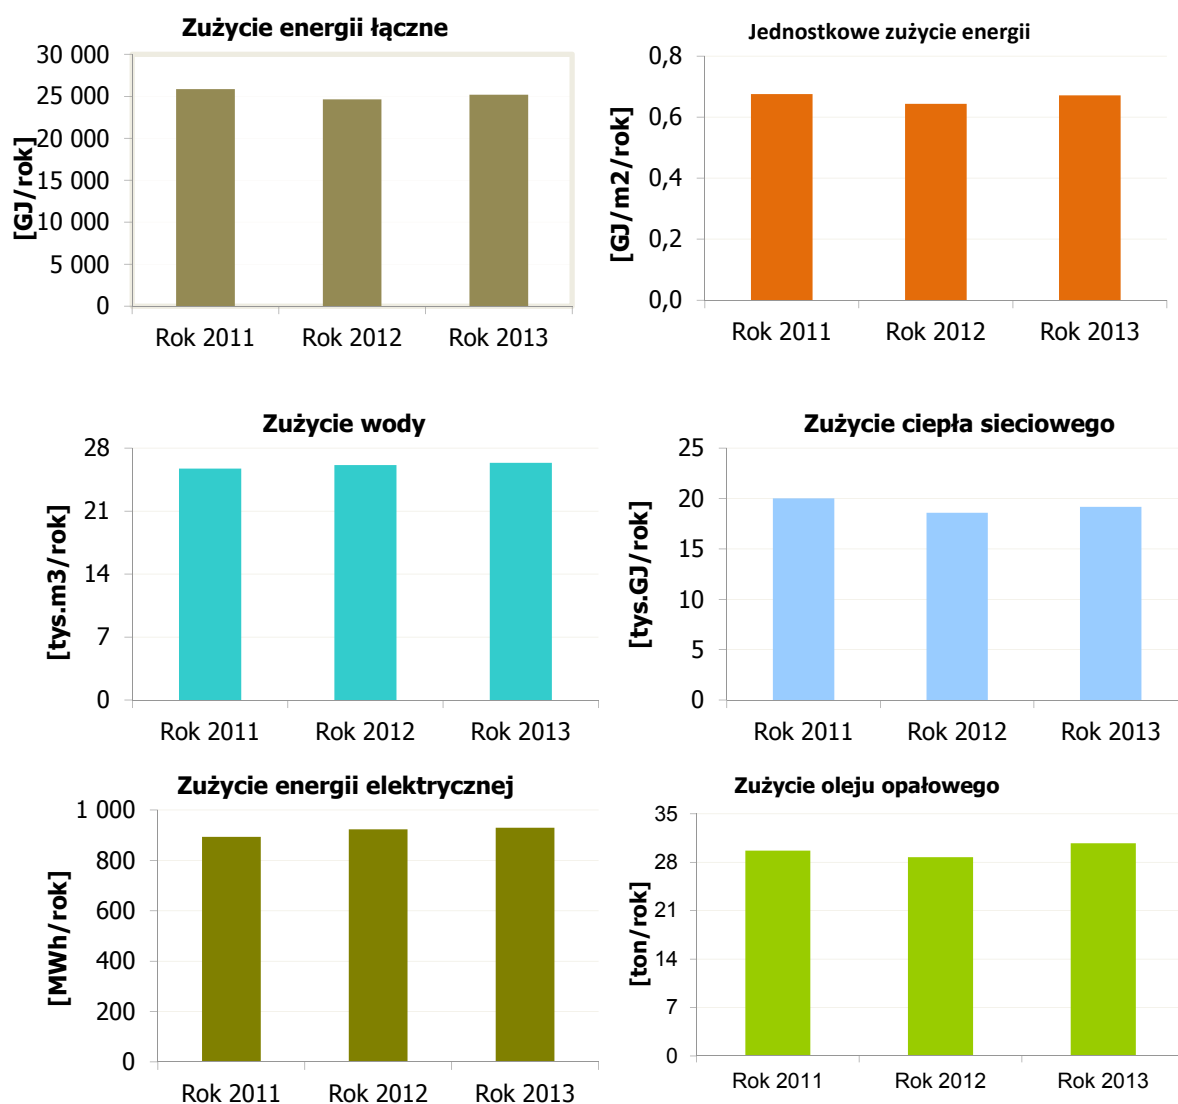 Zużycie energii łączne
[GJ/rok]
30 000
25 000
20 000
15 000
10 000
5 000
0
Rok 2011 Rok 2012 Rok 2013
Jednostkowe zużycie energii
[GJ/m2/rok]
0,8
0,6
0,4
0,2
0,0
Rok 2011 Rok 2012 Rok 2013
Zużycie wody
[tys.m3/rok]
28
21
14
7
0
Rok 2011 Rok 2012 Rok 2013
Zużycie ciepła sieciowego
[tys.GJ/rok]
25
20
15
10
5
0
Rok 2011 Rok 2012 Rok 2013
Zużycie energii elektrycznej
[MWh/rok]
1 000
800
600
400
200
0
Rok 2011 Rok 2012 Rok 2013
Zużycie oleju opałowego
[ton/rok]
35
28
21
14
7
0
Rok 2011 Rok 2012 Rok 2013